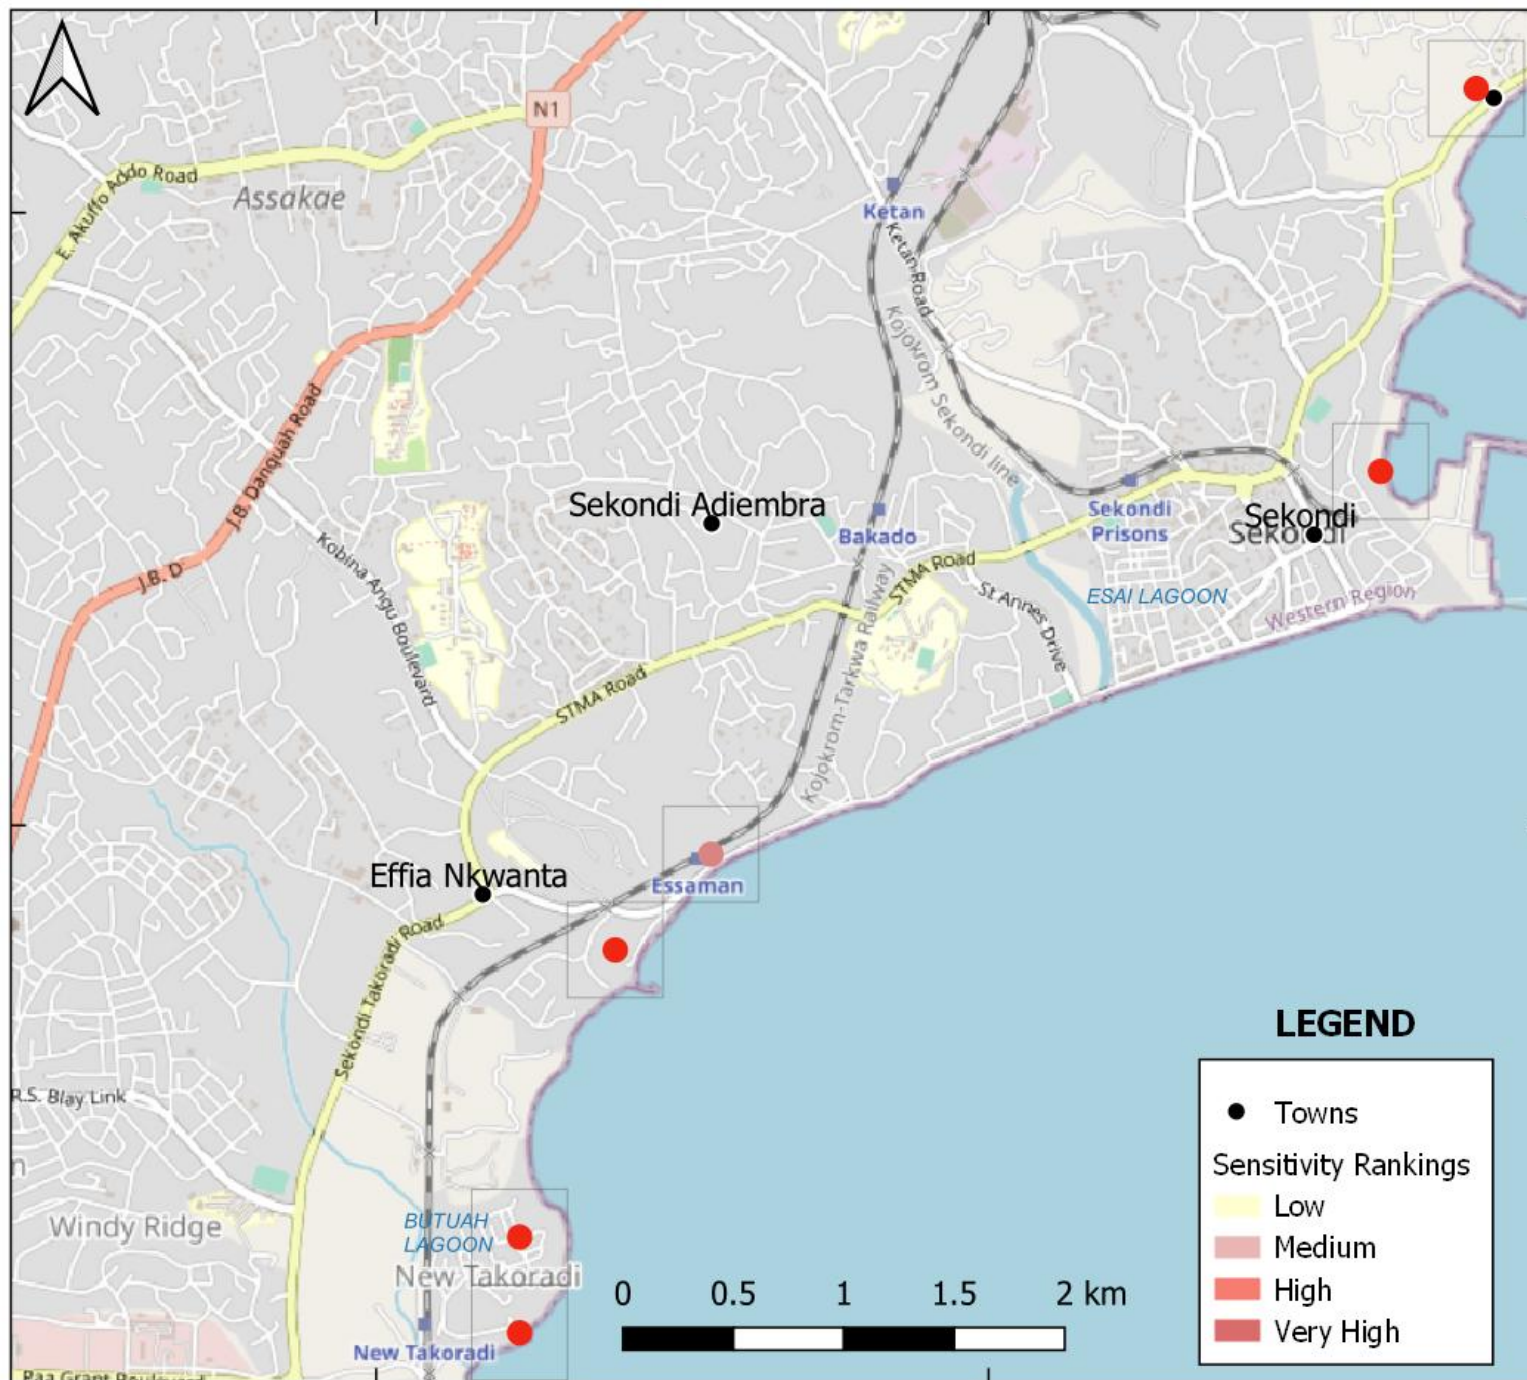 N1
E. Akuffo Addo Road
Assakae
Ketan
Ketan Road
Kojokrom Sekondi line
J.B. Danquah Road
Sekondi Adiembra
Bakado
Sekondi
Prisons
Sekondi
Sekondi
J.B. D
Kobina Angu Boulevard
STMA Road
St Annes Drive
ESAI LAGOON
Western Region
STMA Road
Kojokrom-Tarkwa Railway
Effia Nkwanta
Essaman
Sekondi Takoradi Road
LEGEND
Towns
Sensitivity Rankings
Low
Medium
High
Very High
R.S. Blay Link
n
Windy Ridge
BUTUAH
LAGOON
New Takoradi
0 0.5 1 1.5 2 km
New Takoradi
Paa Grant Boulevard